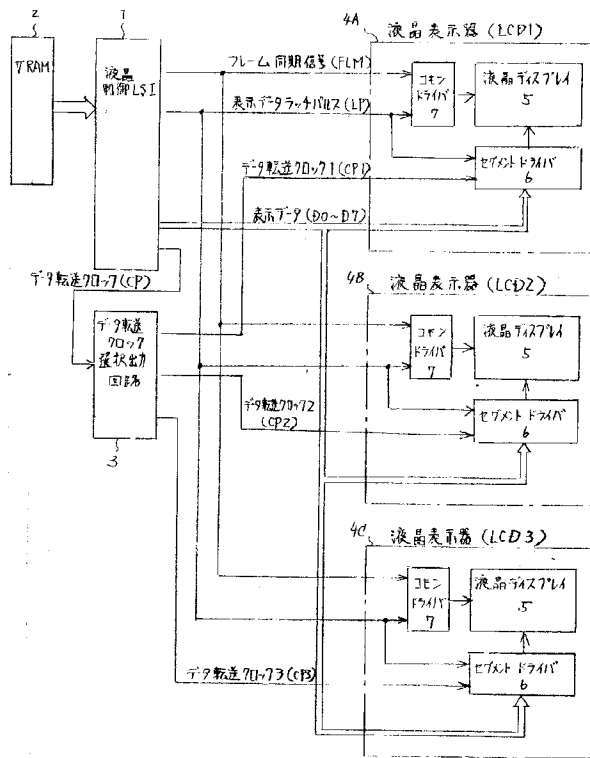 2
VRAM
1
液晶
制御LSI
フレーム同期信号(FLM)
表示データラッチパルス(LP)
データ転送クロック1(CP1)
表示データ(D0~D7)
データ転送クロック(CP)
データ転送
クロック
選択出力
回路
3
4A
液晶表示器(LCD1)
コモン
ドライバ
7
液晶ディスプレイ
5
セグメントドライバ
6
4B
液晶表示器(LCD2)
コモン
ドライバ
7
液晶ディスプレイ
5
データ転送クロック2
(CP2)
セグメントドライバ
6
4C
液晶表示器(LCD3)
コモン
ドライバ
7
液晶ディスプレイ
5
データ転送クロック3(CP3)
セグメントドライバ
6